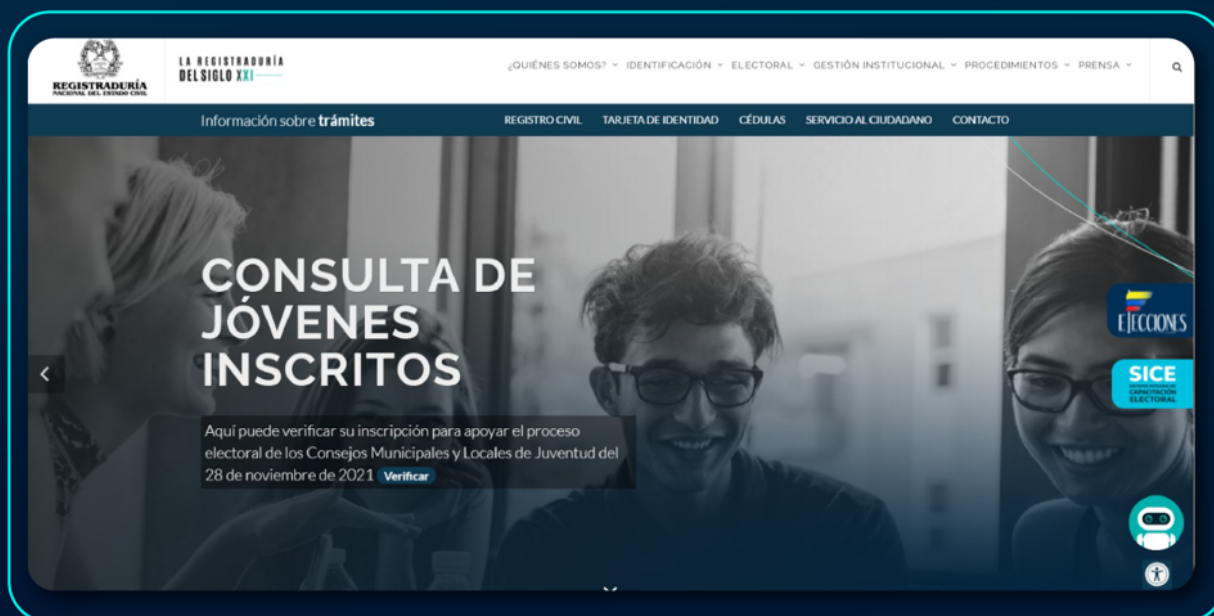 REGISTRADURÍA
NACIONAL DEL ESTADO CIVIL
LA REGISTRADURÍA
DEL SIGLO XXI
¿QUIÉNES SOMOS? IDENTIFICACIÓN ELECTORAL GESTIÓN INSTITUCIONAL PROCEDIMIENTOS PRENSA
Información sobre trámites
REGISTRO CIVIL TARJETA DE IDENTIDAD CÉDULAS SERVICIO AL CIUDADANO CONTACTO
CONSULTA DE
JÓVENES
INSCRITOS
Aquí puede verificar su inscripción para apoyar el proceso
electoral de los Consejos Municipales y Locales de Juventud del
28 de noviembre de 2021 Verificar
ELECCIONES
SICE
CAPACITACIÓN
ELECTORAL